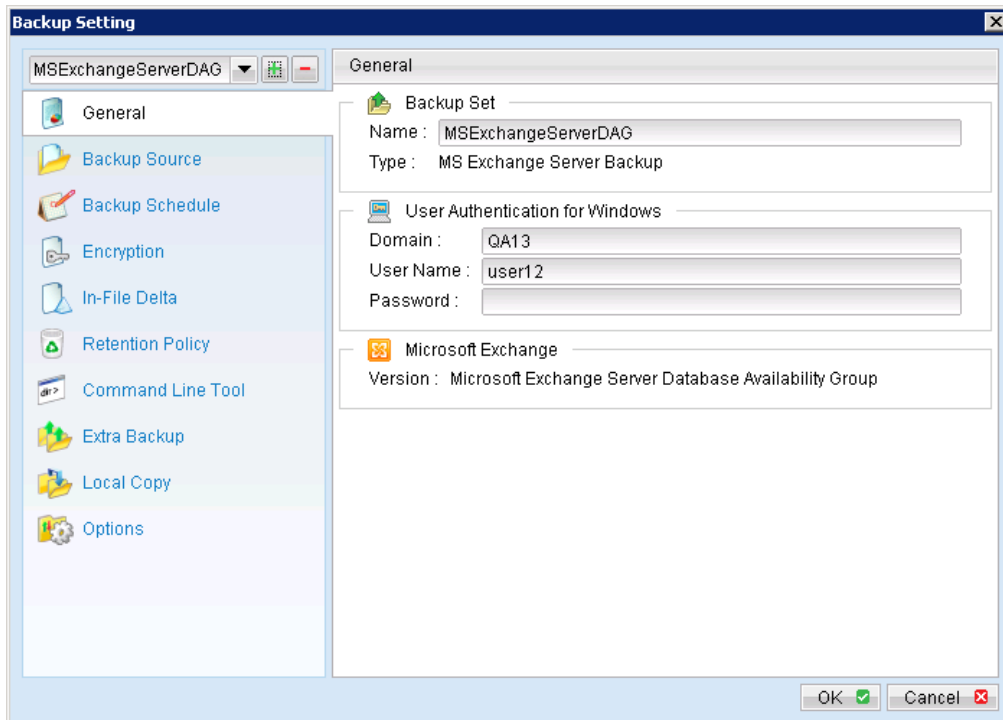 Backup Setting
MSExchangeServerDAG
General
Backup Source
Backup Schedule
Encryption
In-File Delta
Retention Policy
dir>
Command Line Tool
Extra Backup
Local Copy
Options
General
Backup Set
Name : MSExchangeServerDAG
Type : MS Exchange Server Backup
User Authentication for Windows
Domain : QA13
User Name : user12
Password :
Microsoft Exchange
Version : Microsoft Exchange Server Database Availability Group
OK
Cancel